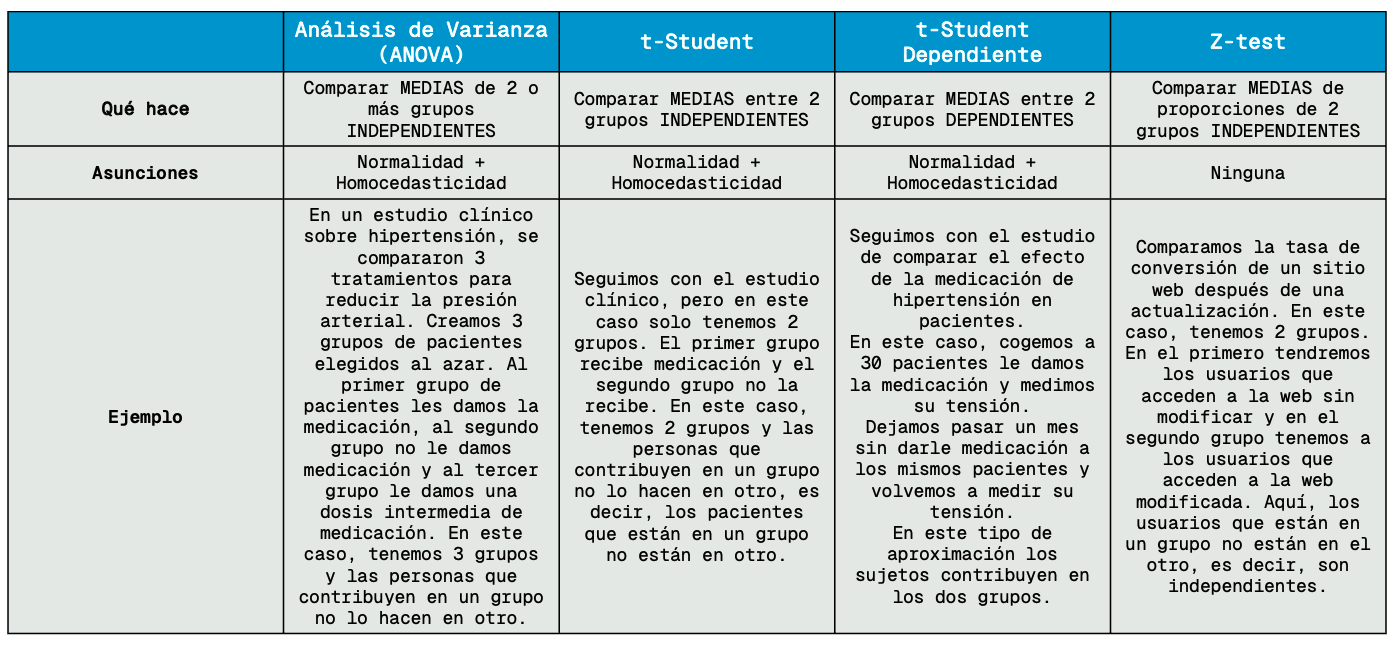 Análisis de Varianza
(ANOVA)
t-Student
t-Student
Dependiente
Z-test
Qué hace
Comparar MEDIAS de 2 o
más grupos
INDEPENDIENTES
Comparar MEDIAS entre 2
grupos INDEPENDIENTES
Comparar MEDIAS entre 2
grupos DEPENDIENTES
Comparar MEDIAS de
proporciones de 2
grupos INDEPENDIENTES
Asunciones
Normalidad +
Homocedasticidad
Normalidad +
Homocedasticidad
Normalidad +
Homocedasticidad
Ninguna
Ejemplo
En un estudio clínico
sobre hipertensión, se
compararon 3
tratamientos para
reducir la presión
arterial. Creamos 3
grupos de pacientes
elegidos al azar. Al
primer grupo de
pacientes les damos la
medicación, al segundo
grupo no le damos
medicación y al tercer
grupo le damos una
dosis intermedia de
medicación. En este
caso, tenemos 3 grupos
y las personas que
contribuyen en un grupo
no lo hacen en otro.
Seguimos con el estudio
clínico, pero en este
caso solo tenemos 2
grupos. El primer grupo
recibe medicación y el
segundo grupo no la
recibe. En este caso,
tenemos 2 grupos y las
personas que
contribuyen en un grupo
no lo hacen en otro, es
decir, los pacientes
que están en un grupo
no están en otro.
Seguimos con el estudio
de comparar el efecto
de la medicación de
hipertensión en
pacientes.
En este caso, cogemos a
30 pacientes le damos
la medicación y medimos
su tensión.
Dejamos pasar un mes
sin darle medicación a
los mismos pacientes y
volvemos a medir su
tensión.
En este tipo de
aproximación los
sujetos contribuyen en
los dos grupos.
Comparamos la tasa de
conversión de un sitio
web después de una
actualización. En este
caso, tenemos 2 grupos.
En el primero tendremos
los usuarios que
acceden a la web sin
modificar y en el
segundo grupo tenemos a
los usuarios que
acceden a la web
modificada. Aquí, los
usuarios que están en
un grupo no están en el
otro, es decir, son
independientes.